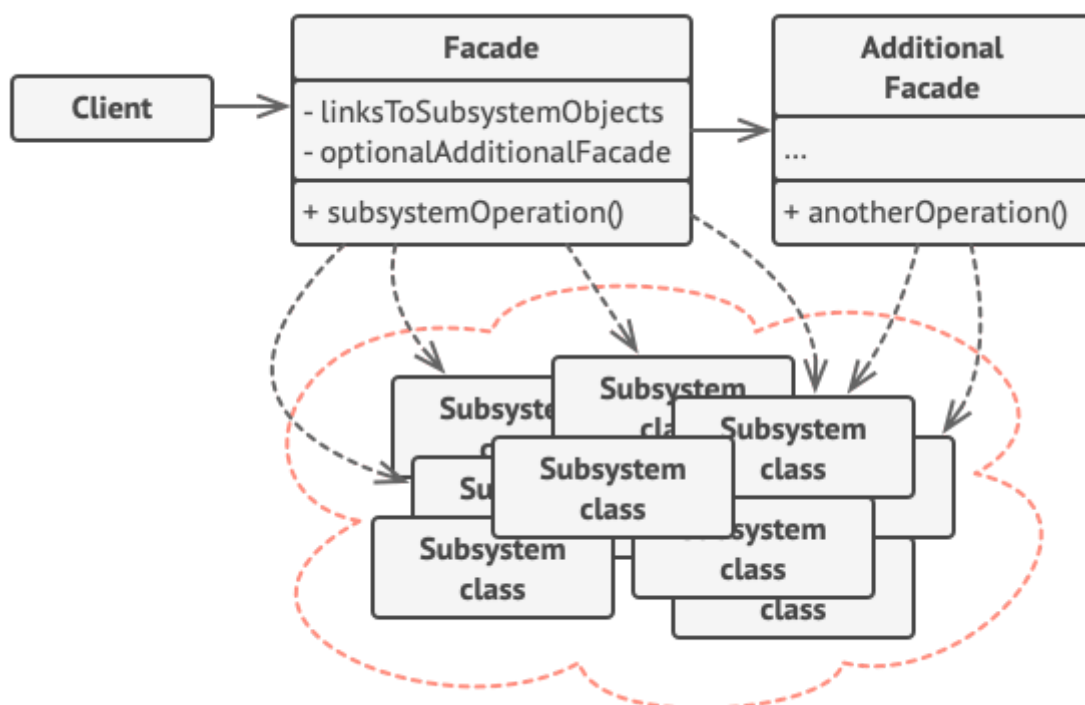 Client
Facade
- linksToSubsystemObjects
- optionalAdditionalFacade
+ subsystemOperation()
Additional
Facade
...
+ anotherOperation()
Subsystem
class
Subsystem
class
Subsystem
class
Subsystem
class
Subsystem
class
class